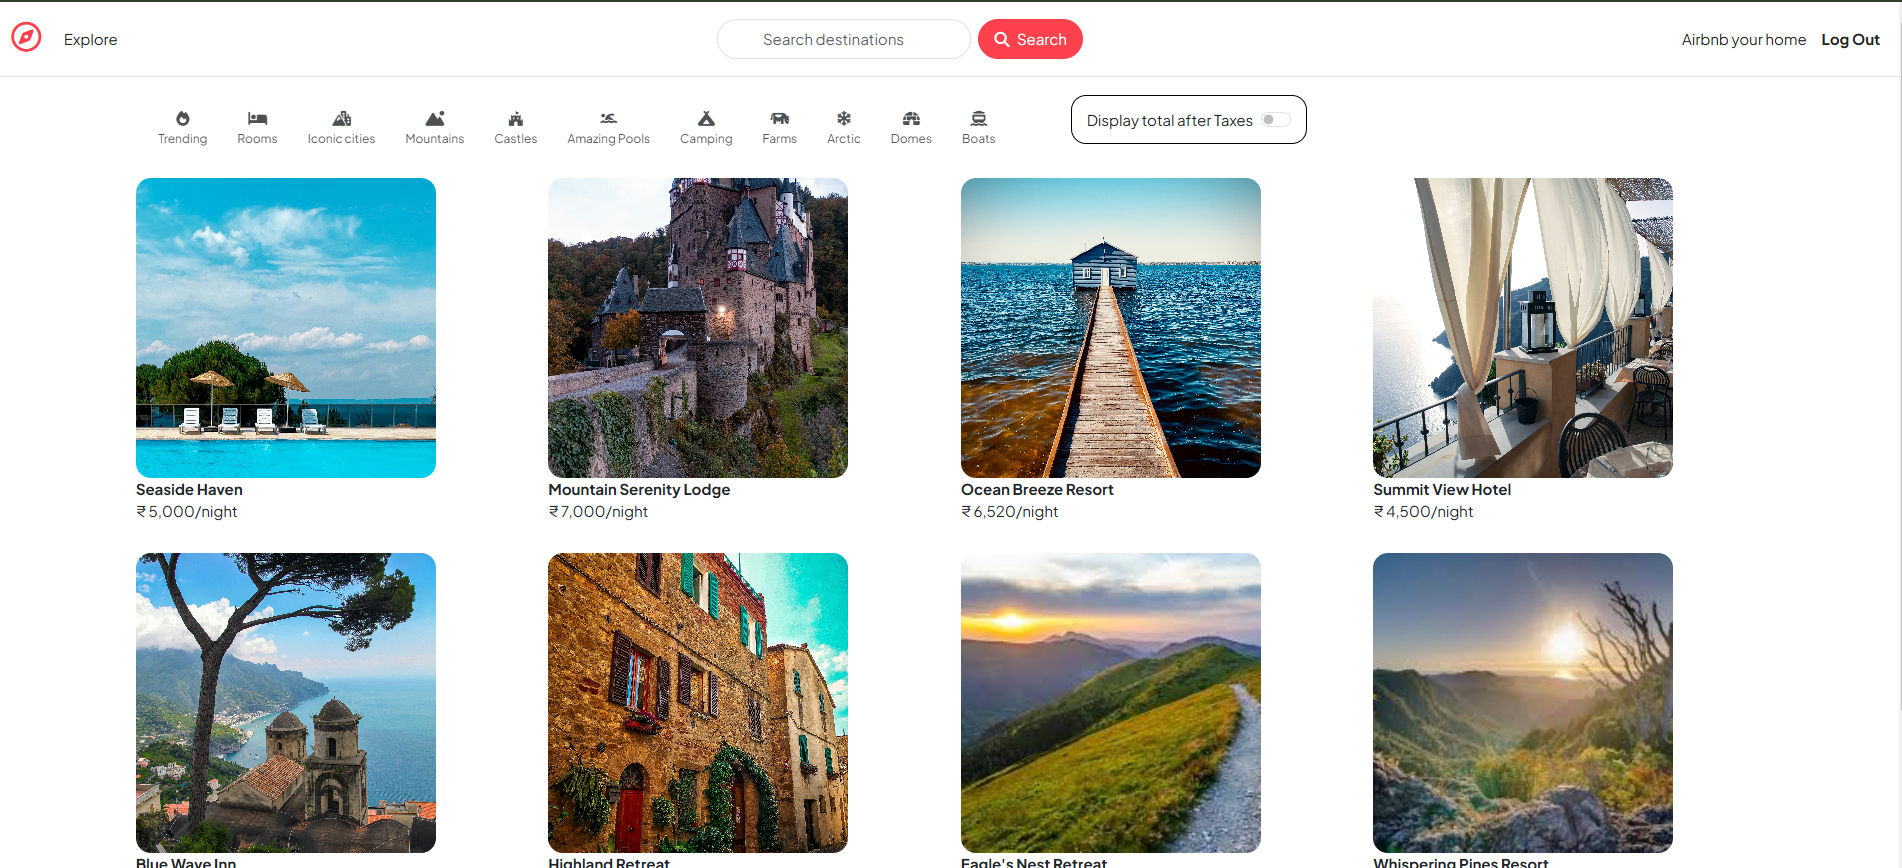 Explore
Search destinations
Search
Airbnb your home
Log Out
Trending
Rooms
Iconic cities
Mountains
Castles
Amazing Pools
Camping
Farms
Arctic
Domes
Boats
Display total after Taxes
Seaside Haven
₹ 5,000/night
Mountain Serenity Lodge
₹ 7,000/night
Ocean Breeze Resort
₹ 6,520/night
Summit View Hotel
₹ 4,500/night
Blue Wave Inn
Highland Retreat
Eagle's Nest Retreat
Whispering Pines Resort